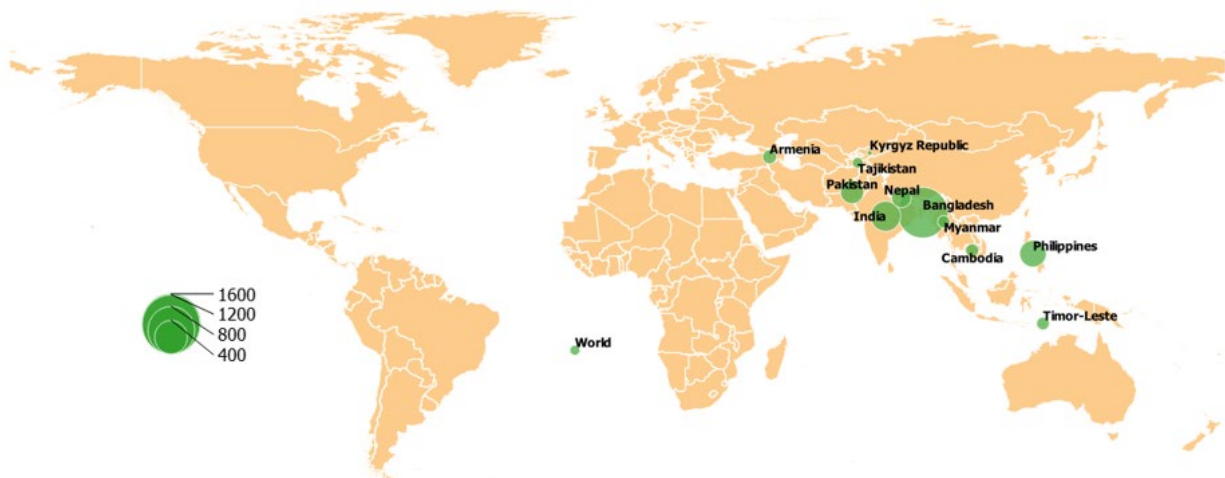 Kyrgyz Republic
Armenia
Tajikistan
Pakistan
Nepal
Bangladesh
India
Myanmar
Philippines
Cambodia
1600
1200
800
400
Timor-Leste
World